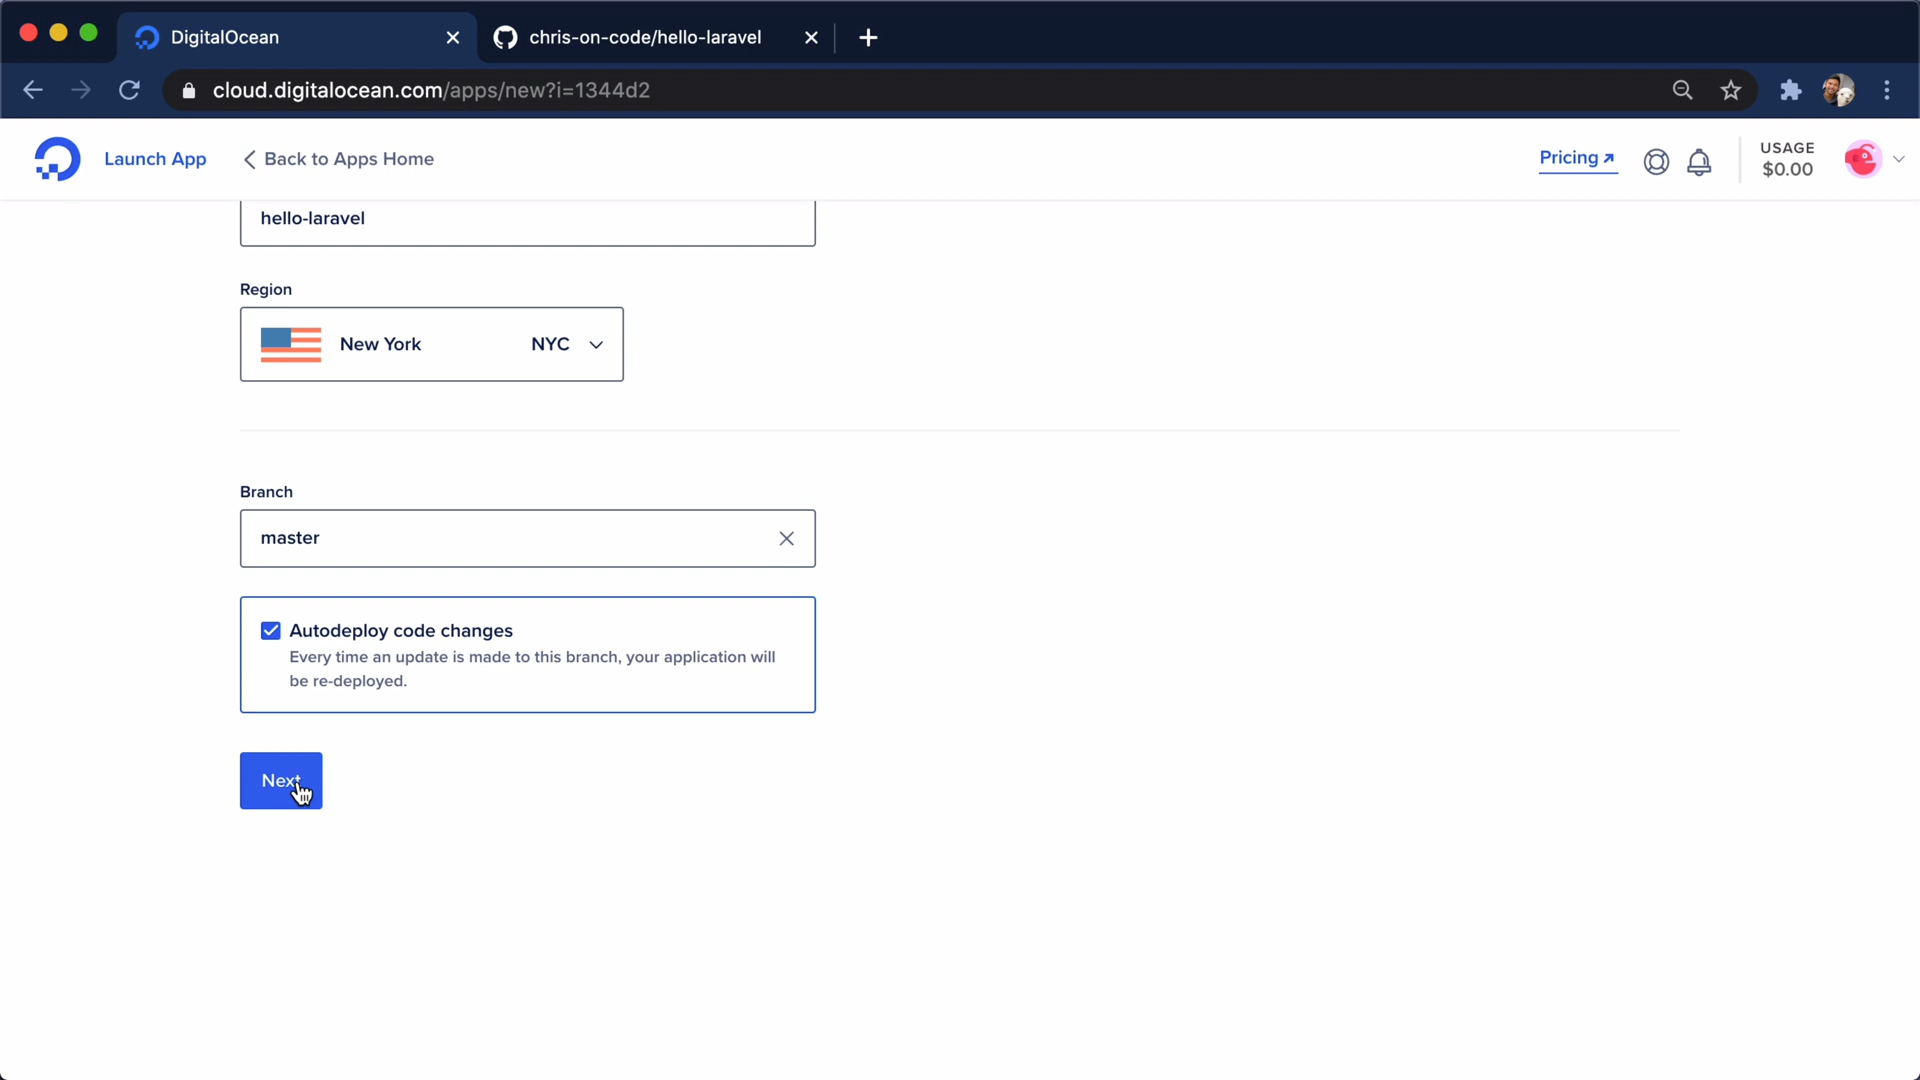 DigitalOcean
chris-on-code/hello-laravel
cloud.digitalocean.com/apps/new?i=1344d2
Launch App
Back to Apps Home
Pricing
USAGE
$0.00
hello-laravel
Region
New York NYC
Branch
master
Autodeploy code changes
Every time an update is made to this branch, your application will
be re-deployed.
Next